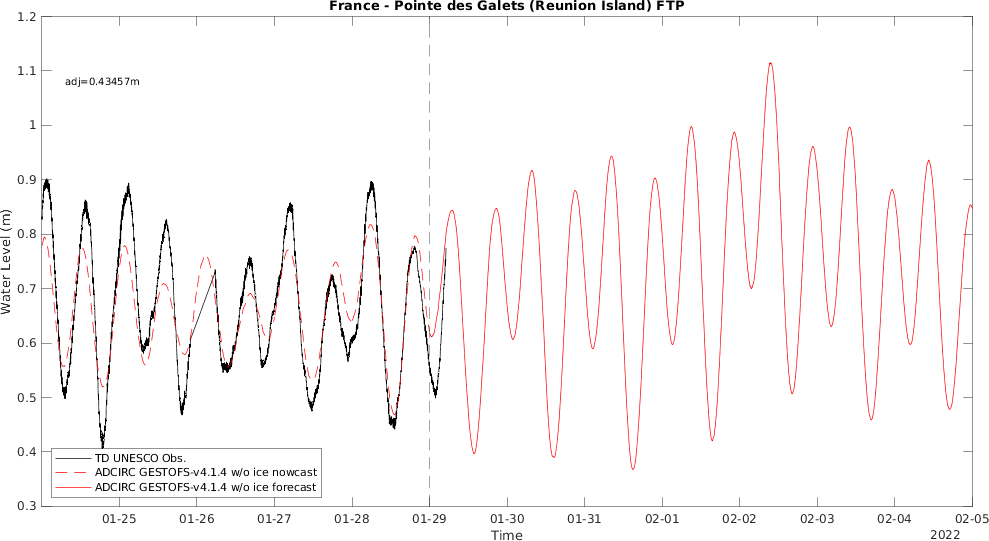 France - Pointe des Galets (Reunion Island) FTP
1.2
1.1
1
0.9
0.8
0.7
0.6
0.5
0.4
0.3
Water Level (m)
adj=0.43457m
TD UNESCO Obs.
ADCIRC GESTOFS-v4.1.4 w/o ice nowcast
ADCIRC GESTOFS-v4.1.4 w/o ice forecast
01-25 01-26 01-27 01-28 01-29 01-30 01-31 02-01 02-02 02-03 02-04 02-05
Time
2022